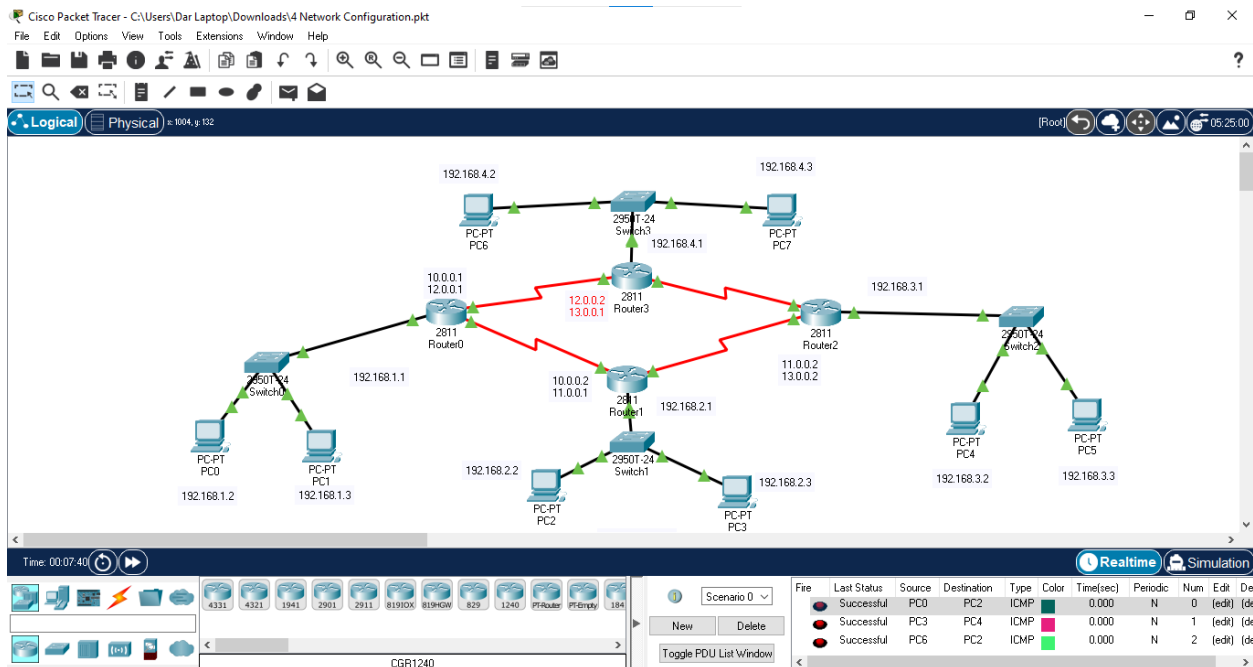 Cisco Packet Tracer - C:\Users\Dar Laptop\Downloads\4 Network Configuration.pkt
File Edit Options View Tools Extensions Window Help
?
Logical Physical x: 1004, y: 132 [Root] 05:25:00
192.168.4.2
192.168.4.3
2950T-24
Switch3
PC-PT
PC6
PC-PT
PC7
192.168.4.1
10.0.0.1
12.0.0.1
12.0.0.2
13.0.0.1
2811
Router3
192.168.3.1
2811
Router0
2811
Router2
2950T-24
Switch2
11.0.0.2
13.0.0.2
192.168.1.1
10.0.0.2
11.0.0.1
2950T-24
Switch0
2811
Router1
192.168.2.1
PC-PT
PC0
PC-PT
PC1
2950T-24
Switch1
PC-PT
PC4
PC-PT
PC5
192.168.2.2
192.168.2.3
192.168.3.2
192.168.3.3
192.168.1.2
192.168.1.3
PC-PT
PC2
PC-PT
PC3
Time: 00:07:40 Realtime Simulation
4331 4321 1941 2901 2911 819IOX 819HGW 829 1240 PT-Router PT-Empty 184
CGR1240
Scenario 0
New Delete
Toggle PDU List Window
Fire Last Status Source Destination Type Color Time(sec) Periodic Num Edit De
Successful PC0 PC2 ICMP 0.000 N 0 (edit) (de
Successful PC3 PC4 ICMP 0.000 N 1 (edit) (de
Successful PC6 PC2 ICMP 0.000 N 2 (edit) (de